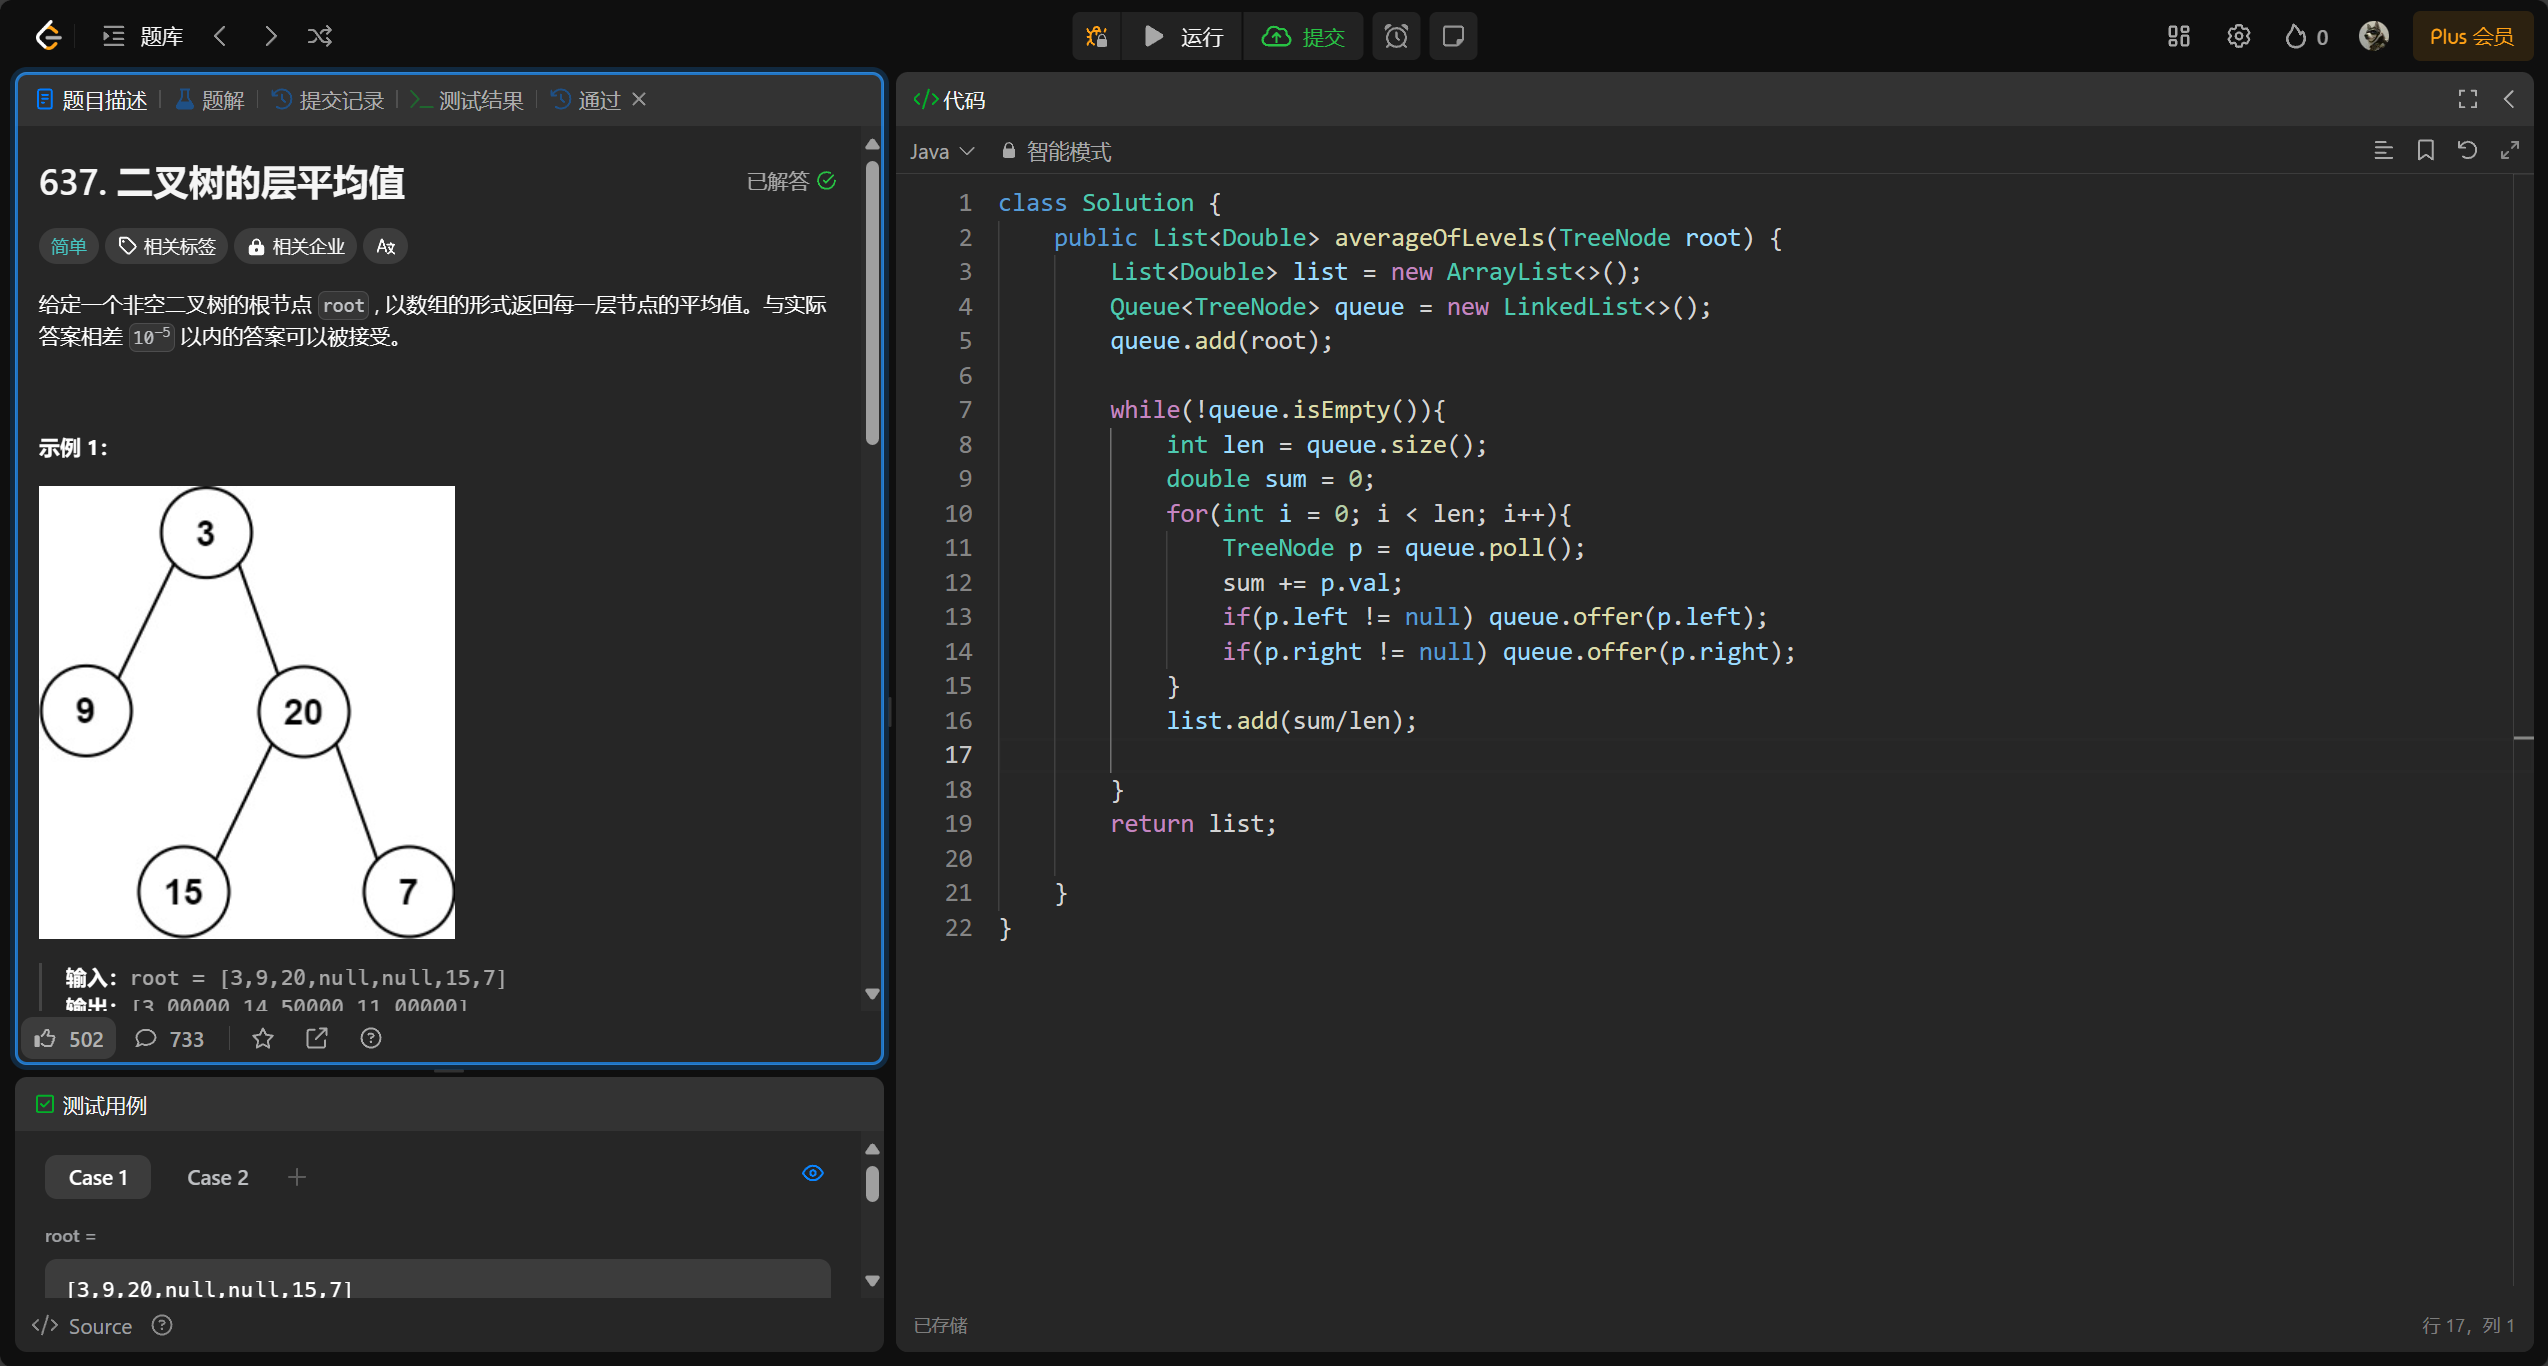 题库
运行
提交
0
Plus 会员
题目描述
题解
提交记录
测试结果
通过
637. 二叉树的层平均值
已解答
简单
相关标签
相关企业
给定一个非空二叉树的根节点 root , 以数组的形式返回每一层节点的平均值。与实际
答案相差 10⁻⁵ 以内的答案可以被接受。
示例 1：
3
9
20
15
7
输入：root = [3,9,20,null,null,15,7]
输出：[3.00000,14.50000,11.00000]
502
733
测试用例
Case 1
Case 2
root =
[3,9,20,null,null,15,7]
Source
代码
Java
智能模式
1 class Solution {
2     public List<Double> averageOfLevels(TreeNode root) {
3         List<Double> list = new ArrayList<>();
4         Queue<TreeNode> queue = new LinkedList<>();
5         queue.add(root);
6
7         while(!queue.isEmpty()){
8             int len = queue.size();
9             double sum = 0;
10             for(int i = 0; i < len; i++){
11                 TreeNode p = queue.poll();
12                 sum += p.val;
13                 if(p.left != null) queue.offer(p.left);
14                 if(p.right != null) queue.offer(p.right);
15             }
16             list.add(sum/len);
17
18         }
19         return list;
20
21     }
22 }
已存储
行 17，列 1